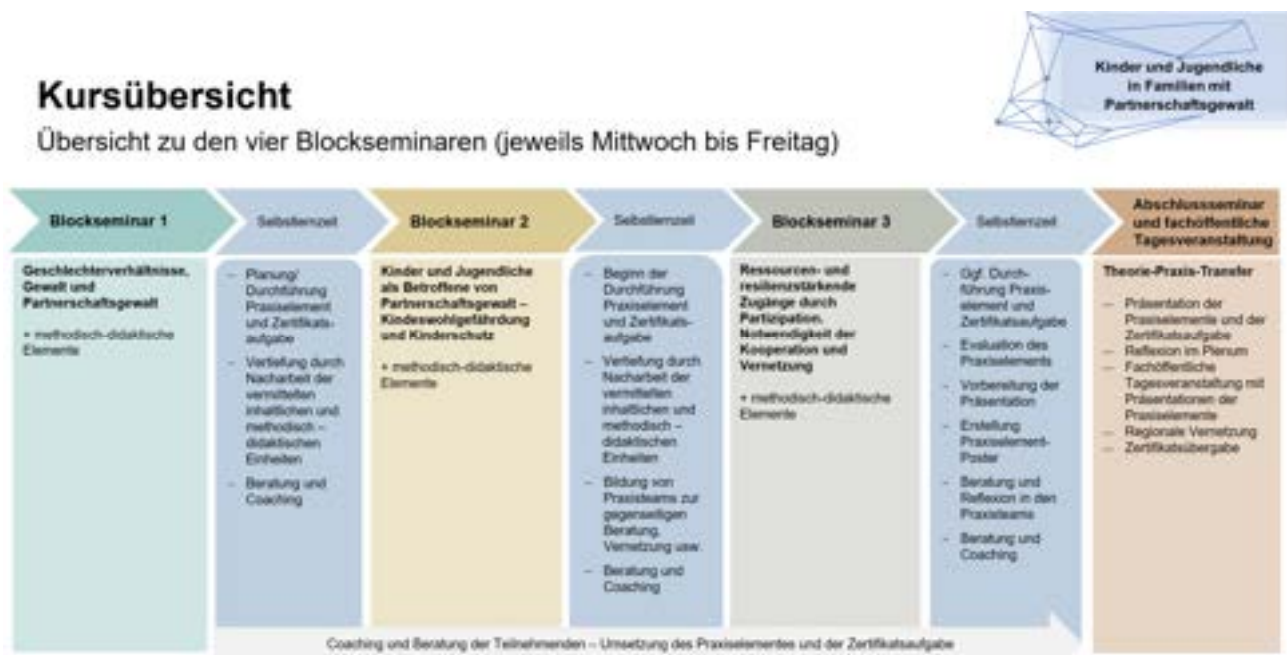 Kinder und Jugendliche
in Familien mit
Partnerschaftsgewalt
Kursübersicht
Übersicht zu den vier Blockseminaren (jeweils Mittwoch bis Freitag)
Blockseminar 1
Geschlechterverhältnisse,
Gewalt und
Partnerschaftsgewalt
+ methodisch-didaktische
Elemente
Selbstlernzeit
– Planung/
Durchführung
Praxiselement
und Zertifikats-
aufgabe
– Vertiefung durch
Nacharbeit der
vermittelten
inhaltlichen und
methodisch –
didaktischen
Einheiten
– Beratung und
Coaching
Blockseminar 2
Kinder und Jugendliche
als Betroffene von
Partnerschaftsgewalt –
Kindeswohlgefährdung
und Kinderschutz
+ methodisch-didaktische
Elemente
Selbstlernzeit
– Beginn der
Durchführung
Praxiselement
und Zertifikats-
aufgabe
– Vertiefung durch
Nacharbeit der
vermittelten
inhaltlichen und
methodisch –
didaktischen
Einheiten
– Bildung von
Praxisteams zur
gegenseitigen
Beratung,
Vernetzung usw.
– Beratung und
Coaching
Blockseminar 3
Ressourcen- und
resilienzstärkende
Zugänge durch
Partizipation.
Notwendigkeit der
Kooperation und
Vernetzung
+ methodisch-didaktische
Elemente
Selbstlernzeit
– Ggf. Durch-
führung Praxis-
element und
Zertifikatsaufgabe
– Evaluation des
Praxiselements
– Vorbereitung der
Präsentation
– Erstellung
Praxiselement-
Poster
– Beratung und
Reflexion in den
Praxisteams
– Beratung und
Coaching
Abschlussseminar
und fachöffentliche
Tagesveranstaltung
Theorie-Praxis-Transfer
— Präsentation der
Praxiselemente und der
Zertifikatsaufgabe
— Reflexion im Plenum
— Fachöffentliche
Tagesveranstaltung mit
Präsentationen der
Praxiselemente
— Regionale Vernetzung
— Zertifikatsübergabe
Coaching und Beratung der Teilnehmenden – Umsetzung des Praxiselementes und der Zertifikatsaufgabe